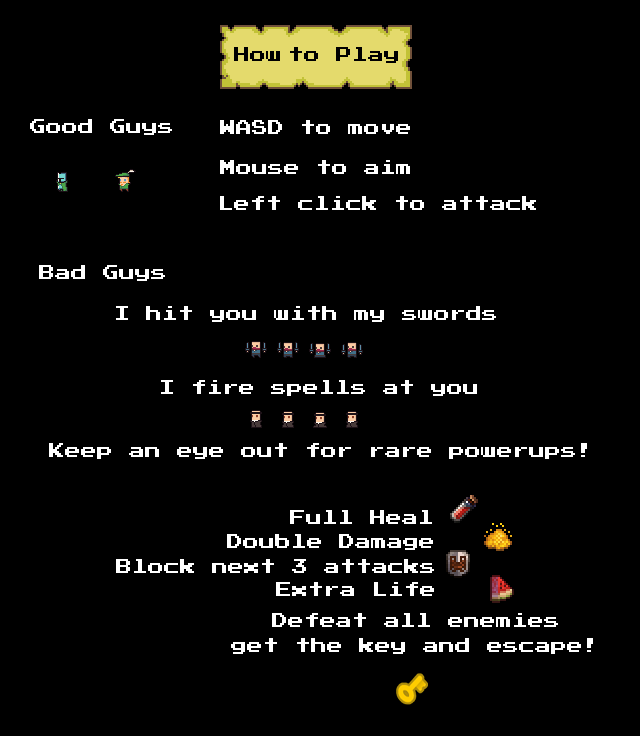 How to Play
Good Guys
WASD to move
Mouse to aim
Left click to attack
Bad Guys
I hit you with my swords
I fire spells at you
Keep an eye out for rare powerups!
Full Heal
Double Damage
Block next 3 attacks
Extra Life
Defeat all enemies
get the key and escape!